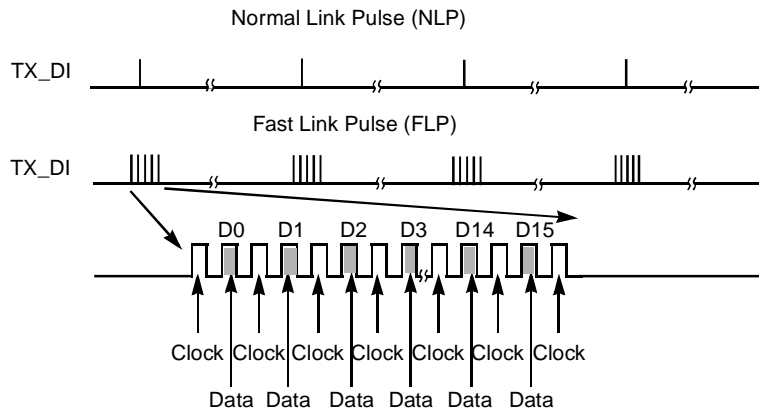 Normal Link Pulse (NLP)
TX_DI
Fast Link Pulse (FLP)
TX_DI
D0 D1 D2 D3 D14 D15
Clock Clock Clock Clock Clock Clock Clock
Data Data Data Data Data Data